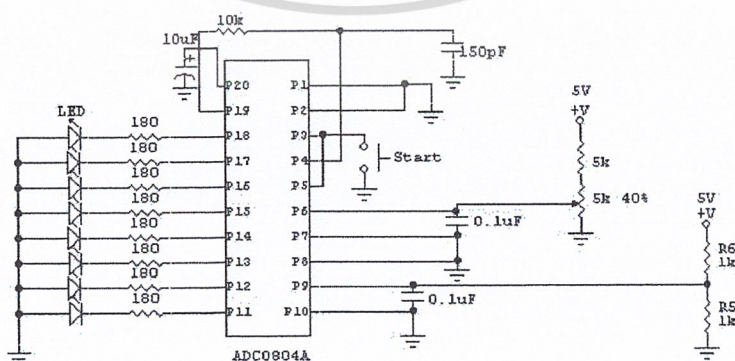 10k
10uF
+
150pF
P20
P1
5V
+V
P19
P2
LED
180
P18
P3
180
P17
P4
Start
5k
180
P16
P5
180
P15
P6
5k 40%
5V
+V
180
P14
P7
0.1uF
180
P13
P8
R6
1k
180
P12
P9
180
P11
P10
0.1uF
R5
1k
ADC0804A